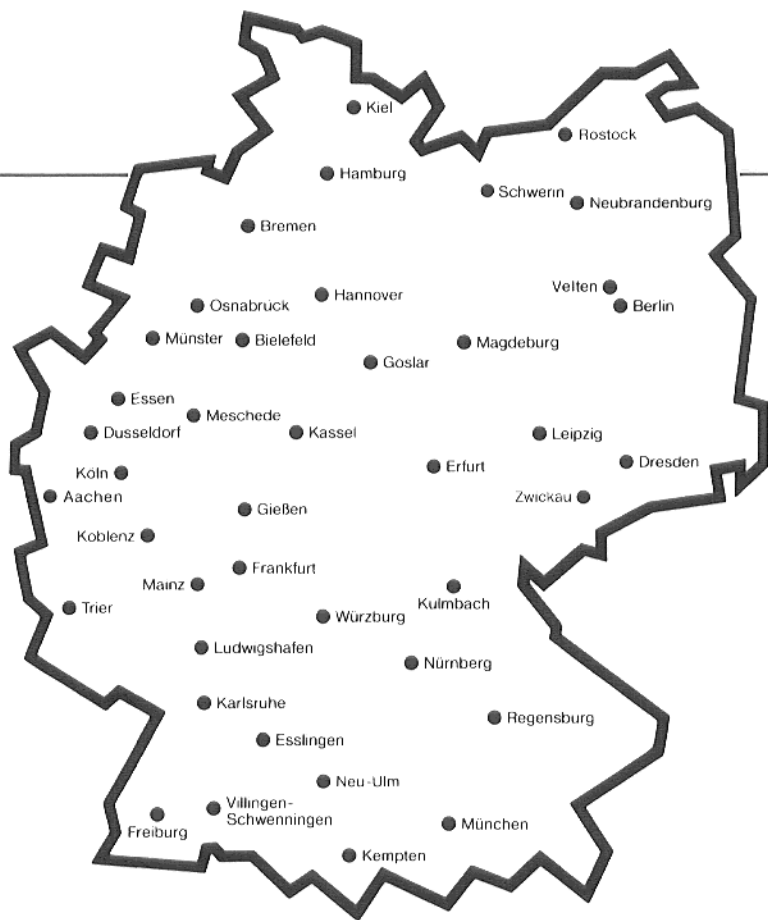 Kiel
Rostock
Hamburg
Schwerin
Neubrandenburg
Bremen
Velten
Hannover
Osnabrück
Berlin
Münster
Bielefeld
Magdeburg
Goslar
Essen
Meschede
Dusseldorf
Kassel
Leipzig
Köln
Erfurt
Dresden
Aachen
Zwickau
Gießen
Koblenz
Frankfurt
Mainz
Kulmbach
Trier
Würzburg
Ludwigshafen
Nürnberg
Karlsruhe
Regensburg
Esslingen
Neu-Ulm
Villingen-
Schwenningen
Freiburg
München
Kempten